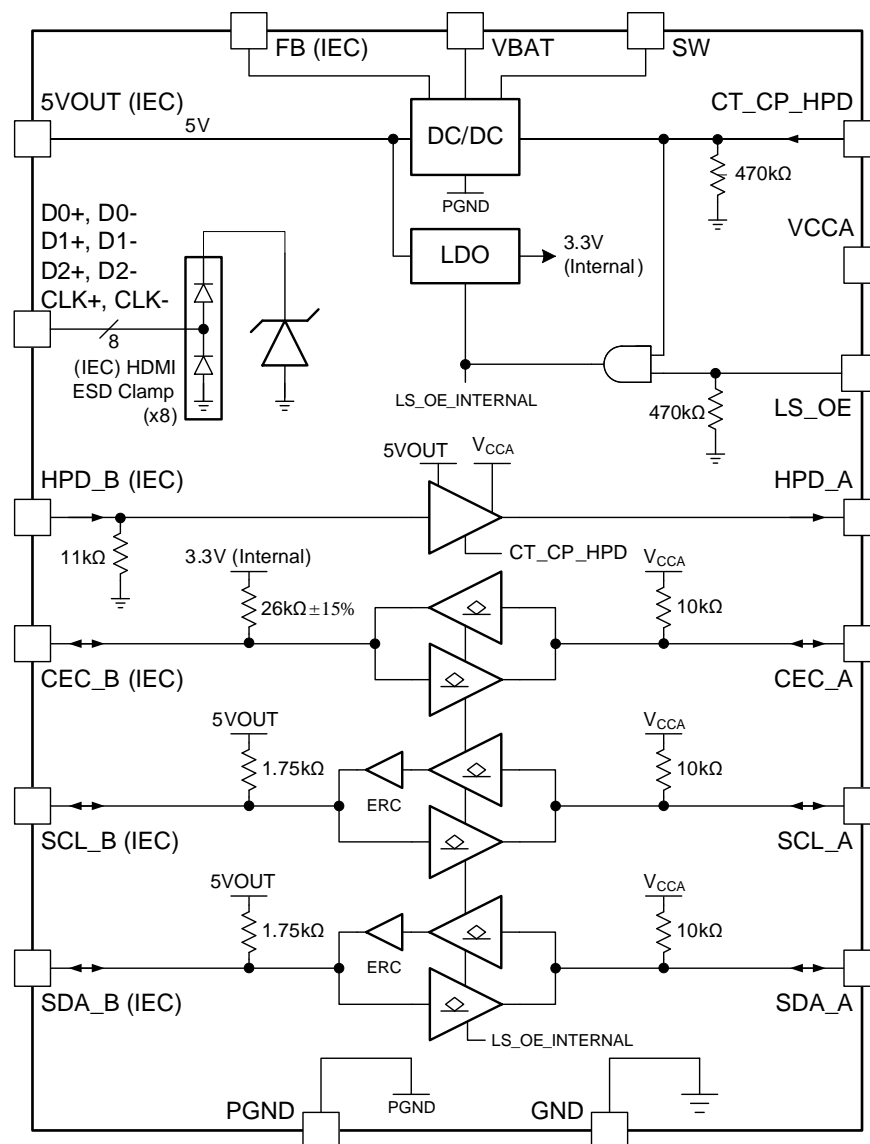 FB (IEC)
VBAT
SW
5VOUT (IEC)
5V
DC/DC
CT_CP_HPD
470kΩ
PGND
D0+, D0-
D1+, D1-
D2+, D2-
CLK+, CLK-
8
(IEC) HDMI
ESD Clamp
(x8)
LDO
3.3V
(Internal)
VCCA
LS_OE_INTERNAL
470kΩ
LS_OE
HPD_B (IEC)
5VOUT
VCCA
HPD_A
11kΩ
CT_CP_HPD
3.3V (Internal)
26kΩ±15%
VCCA
10kΩ
CEC_B (IEC)
CEC_A
5VOUT
1.75kΩ
ERC
VCCA
10kΩ
SCL_B (IEC)
SCL_A
5VOUT
1.75kΩ
ERC
VCCA
10kΩ
SDA_B (IEC)
SDA_A
LS_OE_INTERNAL
PGND
PGND
GND